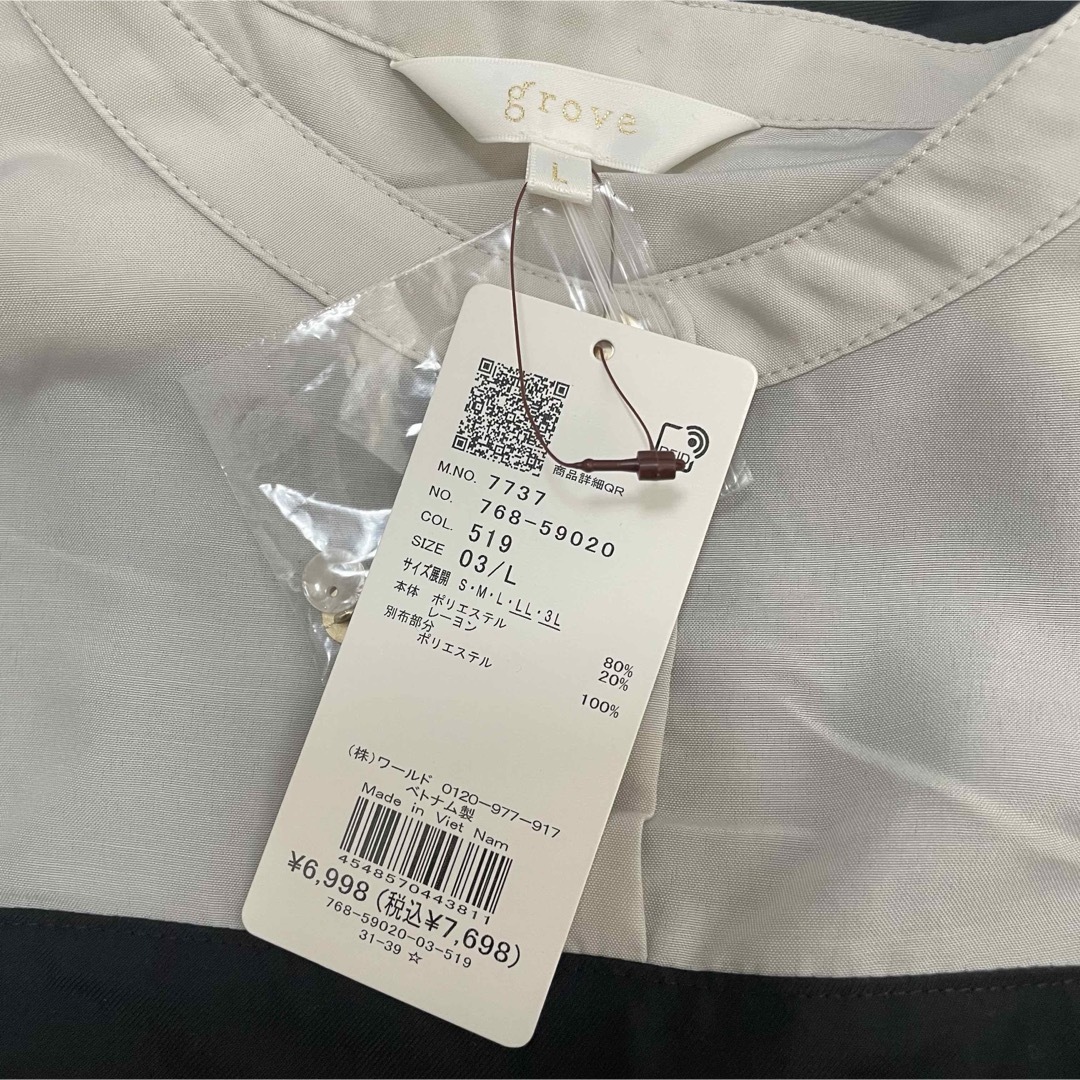 grove
L
RFID
商品詳細QR
M.NO. 7737
NO. 768-59020
COL. 519
SIZE 03/L
サイズ展開 S・M・L・LL・3L
本体 ポリエステル 80%
レーヨン 20%
別布部分
ポリエステル 100%
(株)ワールド 0120-977-917
ベトナム製
Made in Viet Nam
4548570443811
¥6,998 (税込¥7,698)
768-59020-03-519
31-39 ☆